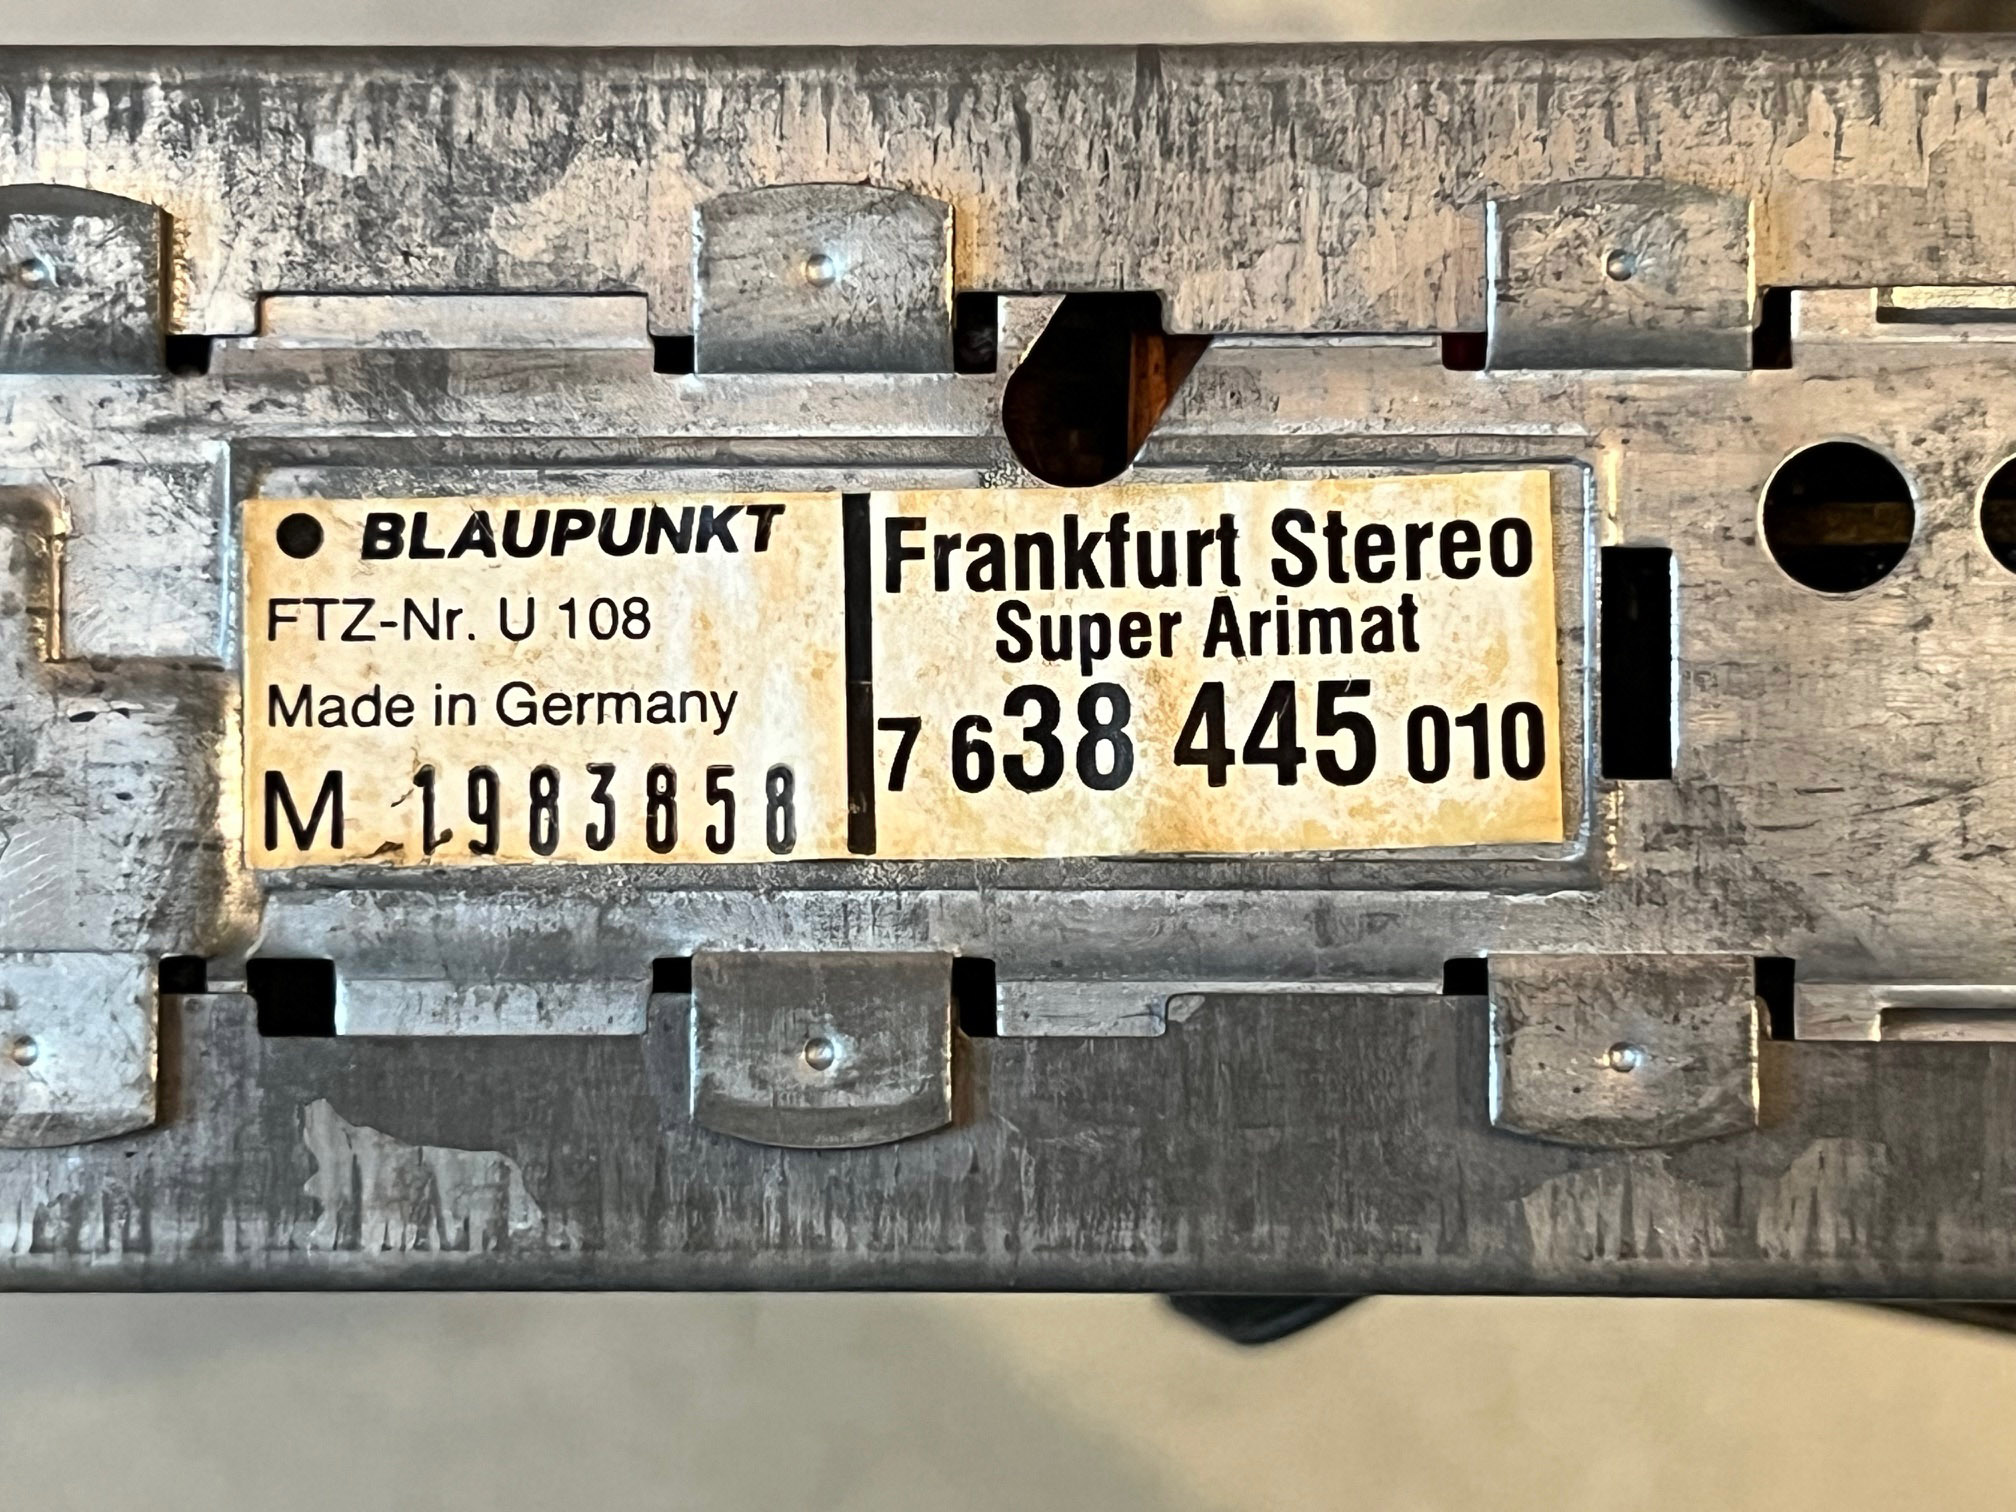 BLAUPUNKT
FTZ-Nr. U 108
Made in Germany
M 1983858
Frankfurt Stereo
Super Arimat
7 638 445 010